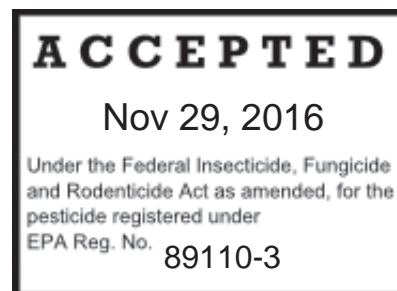 ACCEPTED
Nov 29, 2016
Under the Federal Insecticide, Fungicide
and Rodenticide Act as amended, for the
pesticide registered under
EPA Reg. No. 89110-3